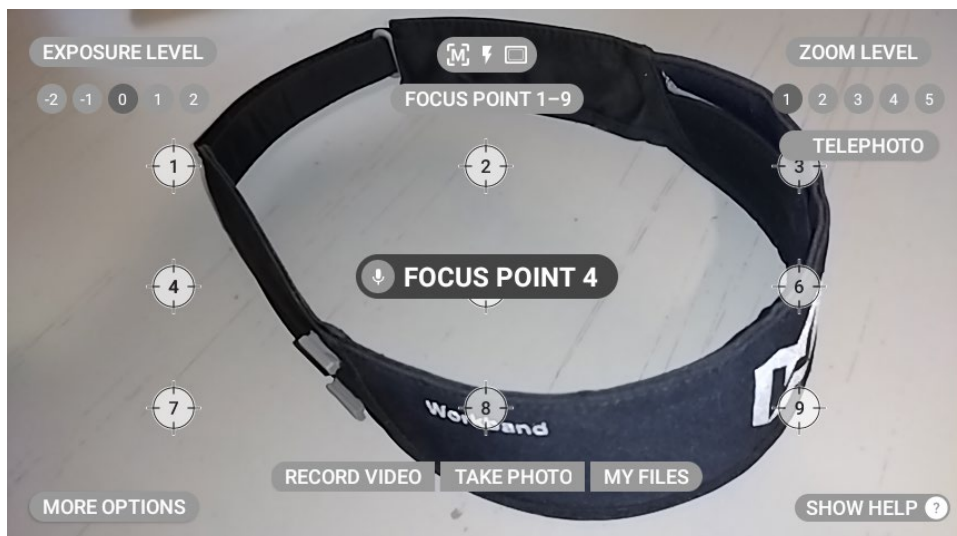 EXPOSURE LEVEL
-2 -1 0 1 2
M
FOCUS POINT 1–9
ZOOM LEVEL
1 2 3 4 5
TELEPHOTO
1
2
3
FOCUS POINT 4
4
6
7
8
9
Workband
RECORD VIDEO
TAKE PHOTO
MY FILES
MORE OPTIONS
SHOW HELP ?